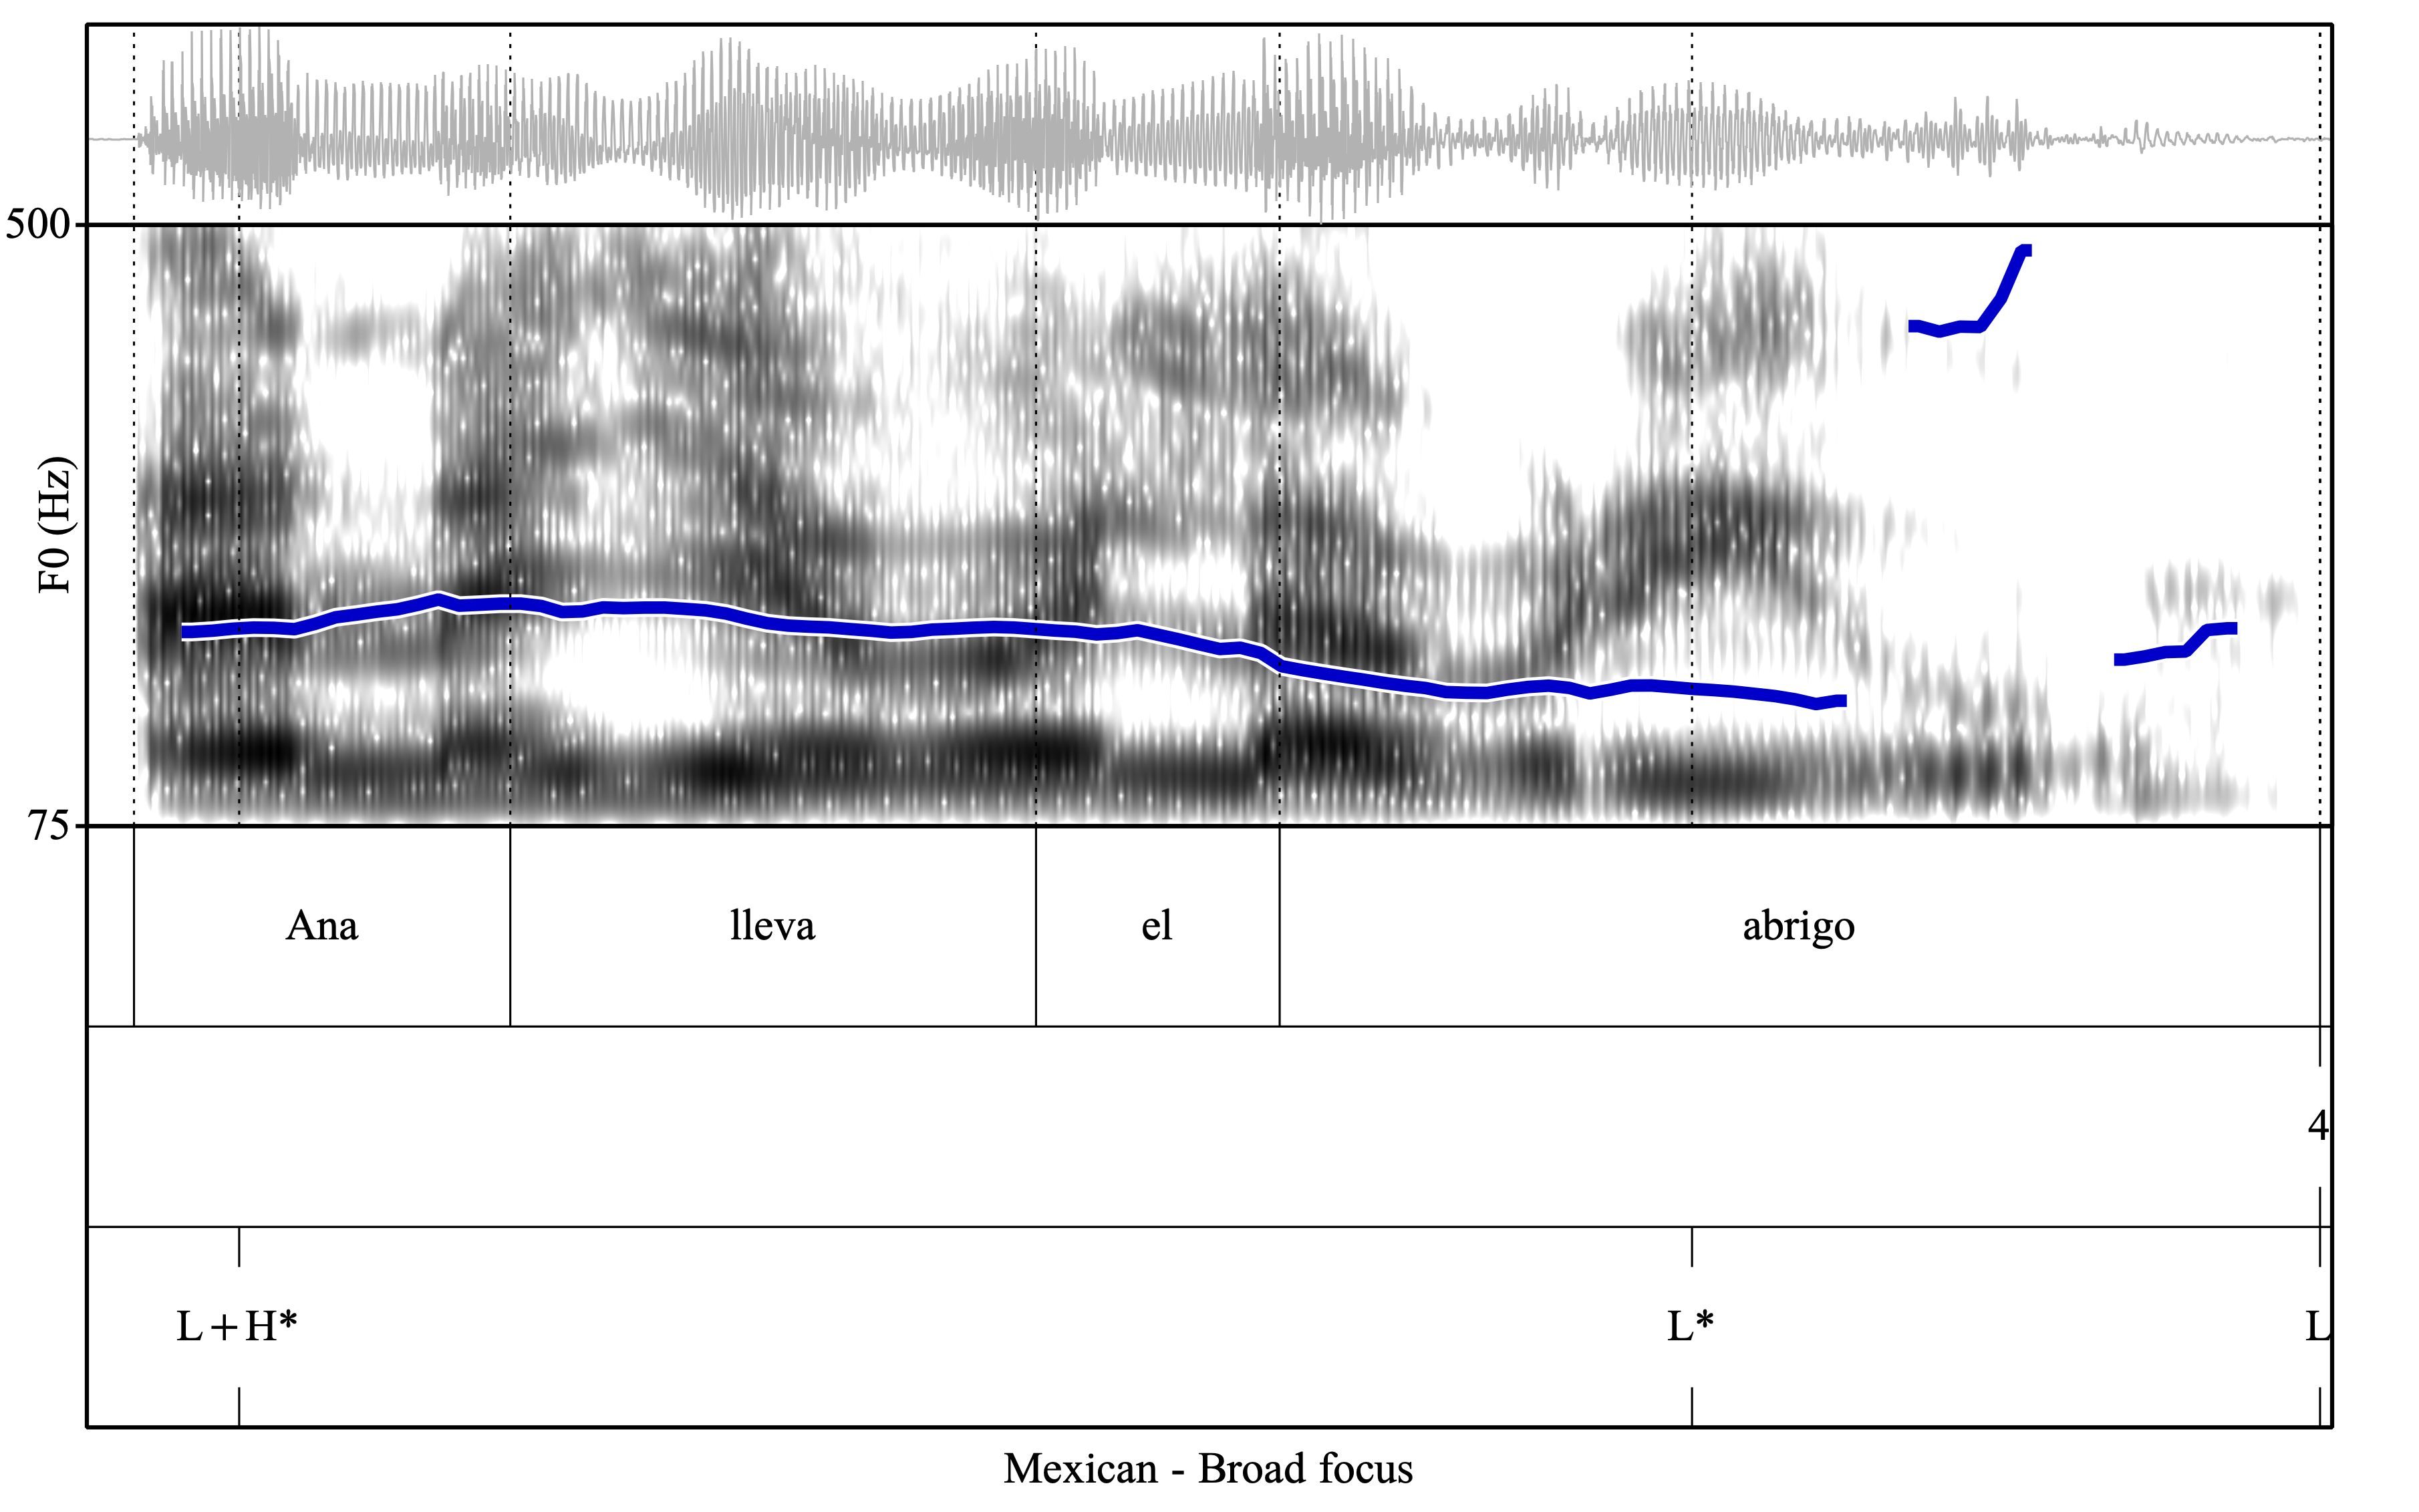 500
F0 (Hz)
75
Ana lleva el abrigo
4
L+H* L* L
Mexican - Broad focus